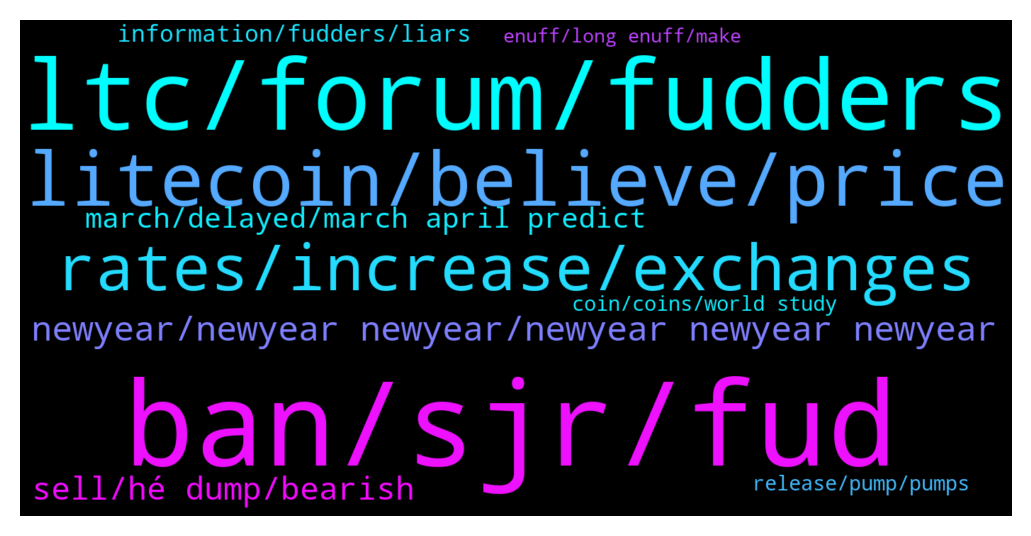 information/fudders/liars
enuff/long enuff/make
ltc/forum/fudders
litecoin/believe/price
march/delayed/march april predict
rates/increase/exchanges
coin/coins/world study
newyear/newyear newyear/newyear newyear newyear
ban/sjr/fud
sell/hé dump/bearish
release/pump/pumps